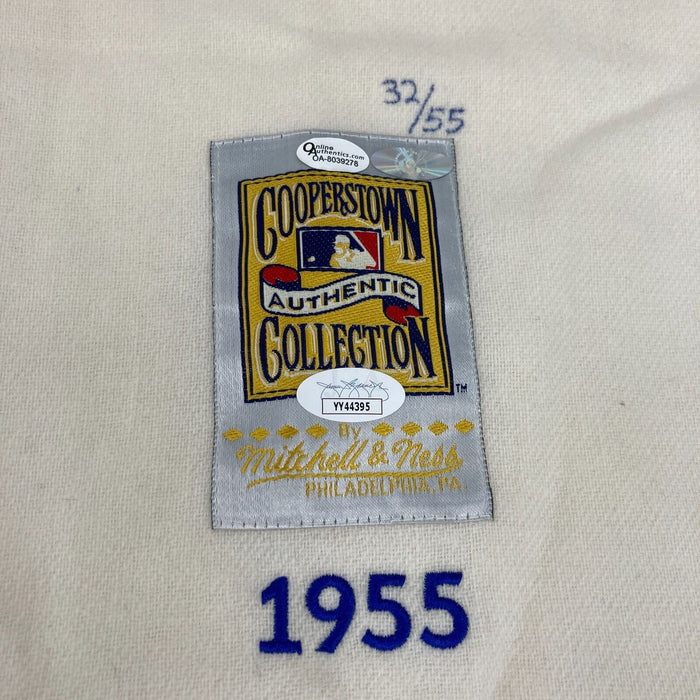 32/55
Online
Authentics.com
OA-8039278
COOPERSTOWN
AUTHENTIC
COLLECTION
TM
YY44395
By
Mitchell & Ness
PHILADELPHIA, PA.
1955